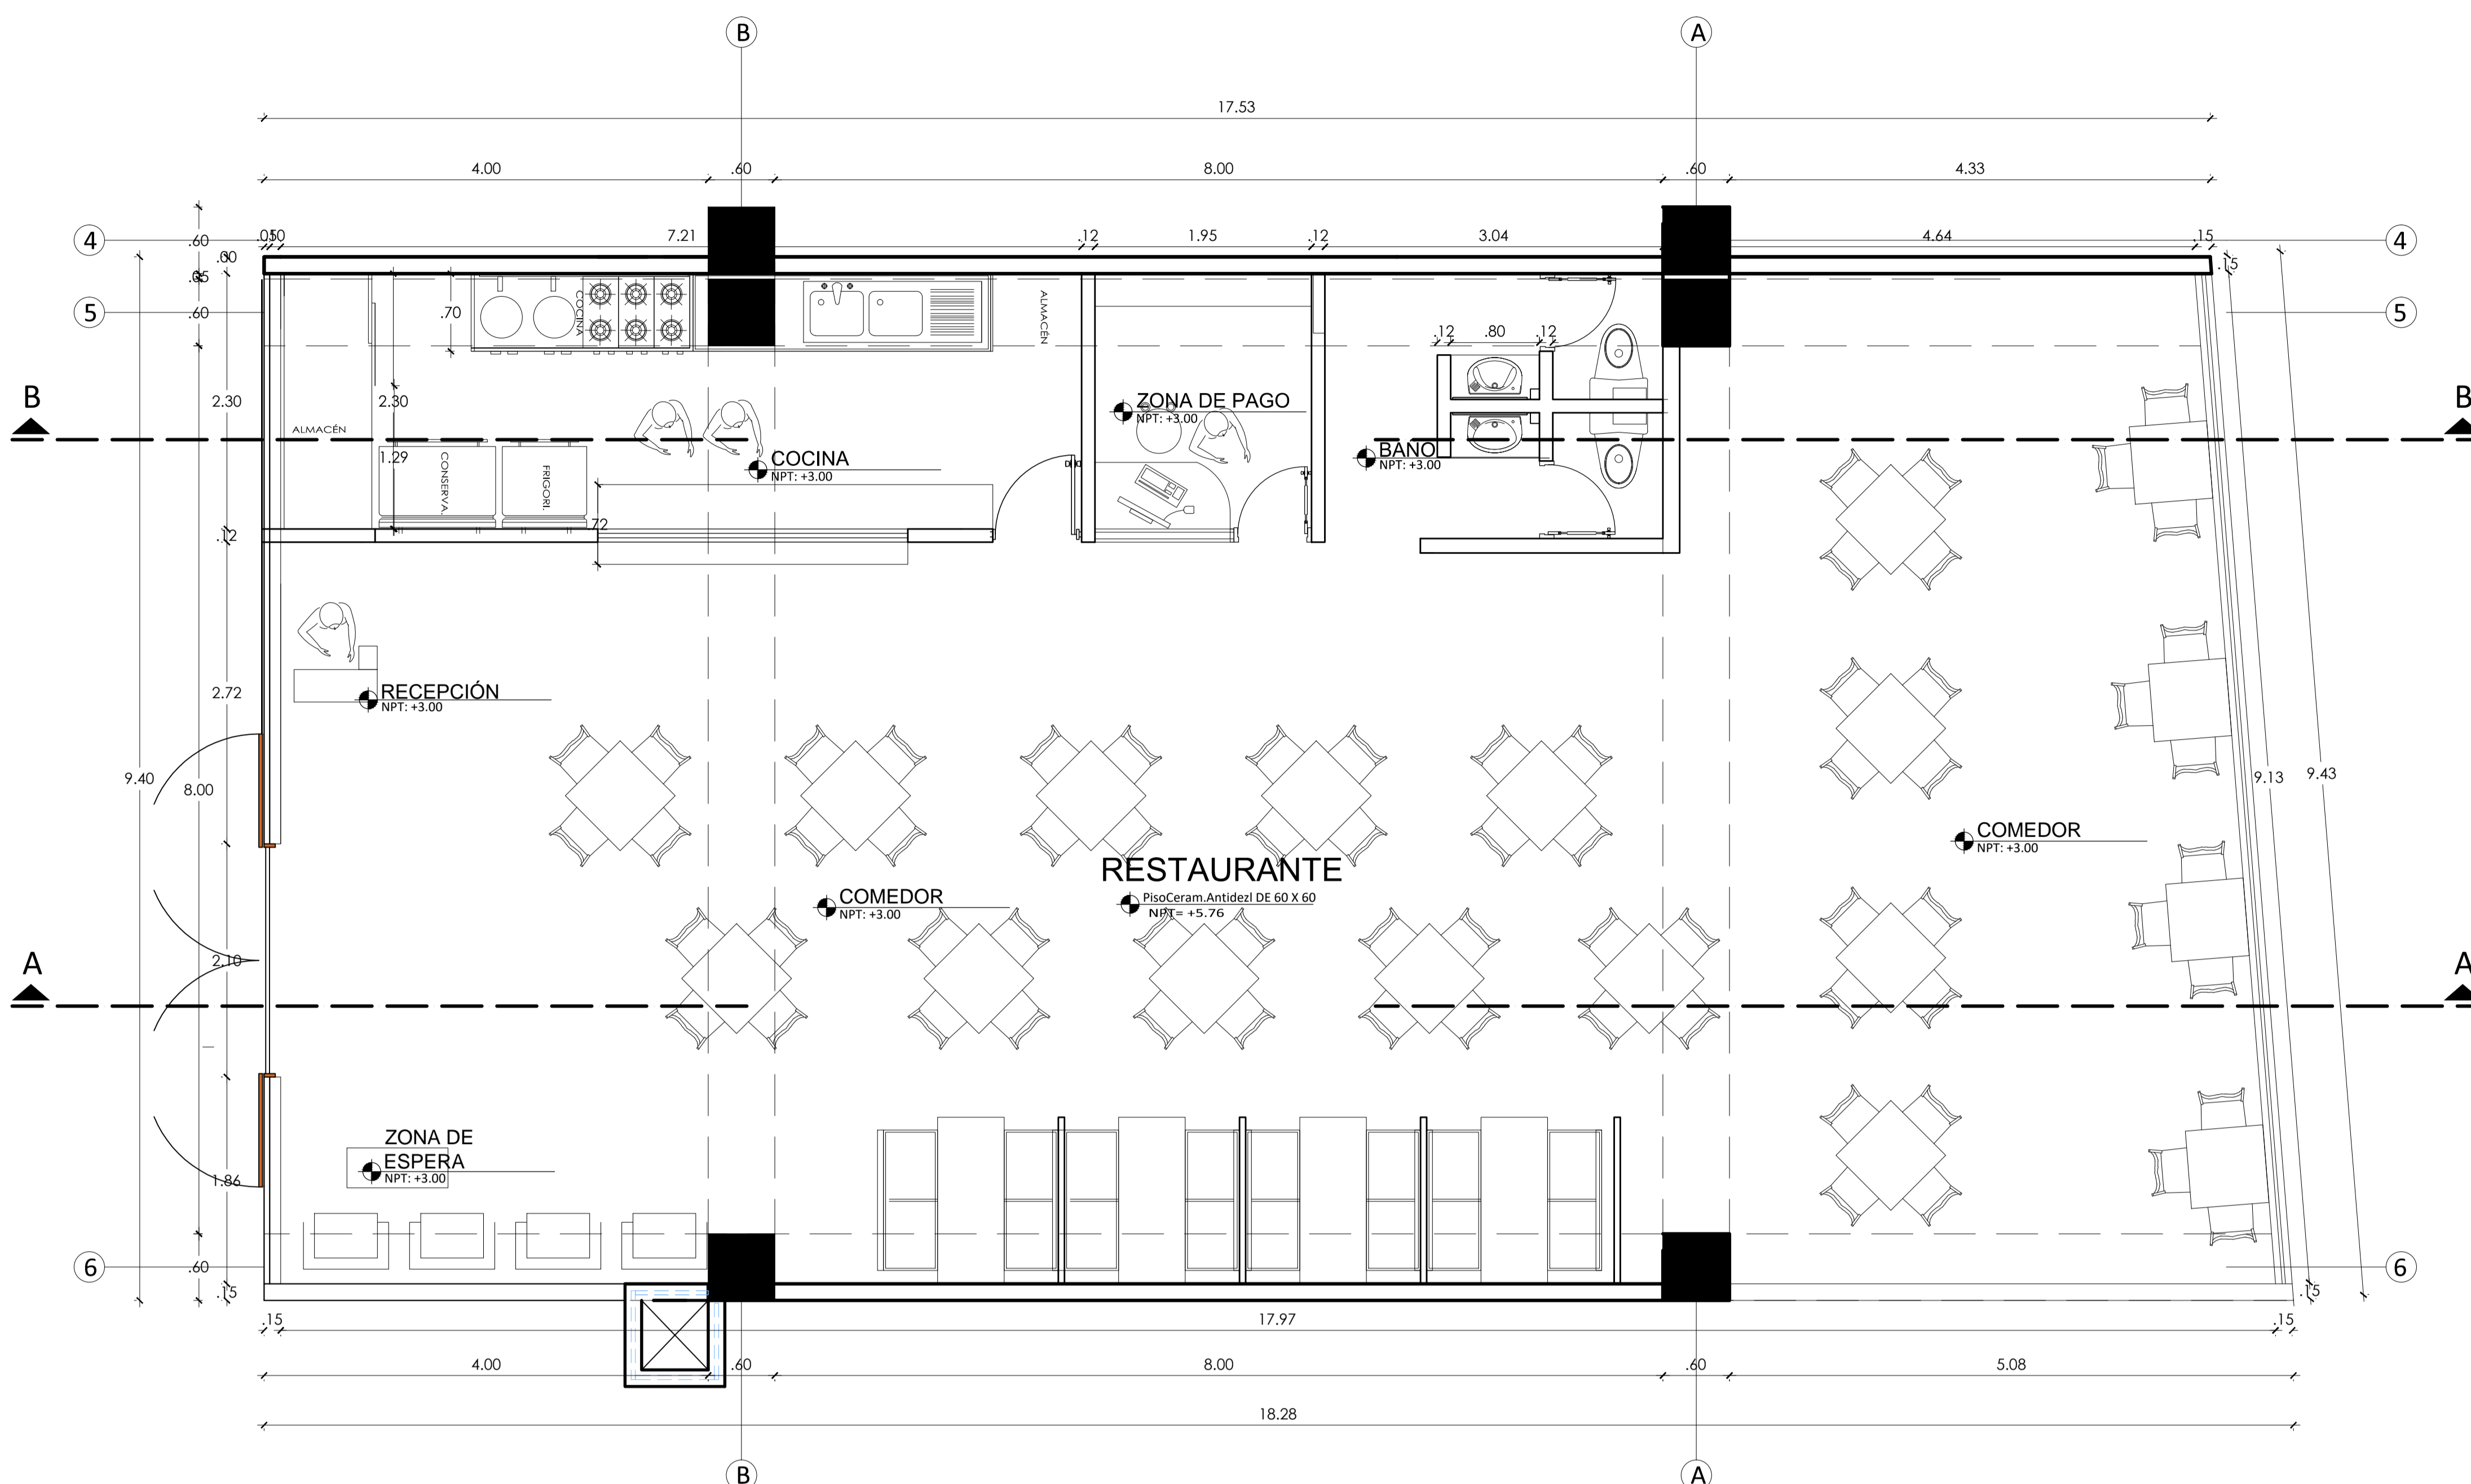 B
A
17.53
4.00
.60
8.00
.60
4.33
4
.60
.00
7.21
.12
1.95
.12
3.04
4.64
.15
4
.15
5
.60
.70
COCINA
ALMACÉN
.12
.80
.12
5
B
2.30
2.30
ALMACÉN
ZONA DE PAGO
NPT: +3.00
B
1.29
CONSERVA.
FRIGORI.
COCINA
NPT: +3.00
BANO
NPT: +3.00
.12
.72
2.72
RECEPCIÓN
NPT: +3.00
9.40
8.00
9.13
9.43
RESTAURANTE
PisoCeram.Antidezl DE 60 X 60
NPT= +5.76
COMEDOR
NPT: +3.00
COMEDOR
NPT: +3.00
A
2.10
A
ZONA DE
ESPERA
NPT: +3.00
1.86
6
.60
.15
6
.15
.15
17.97
.15
4.00
.60
8.00
.60
5.08
18.28
B
A